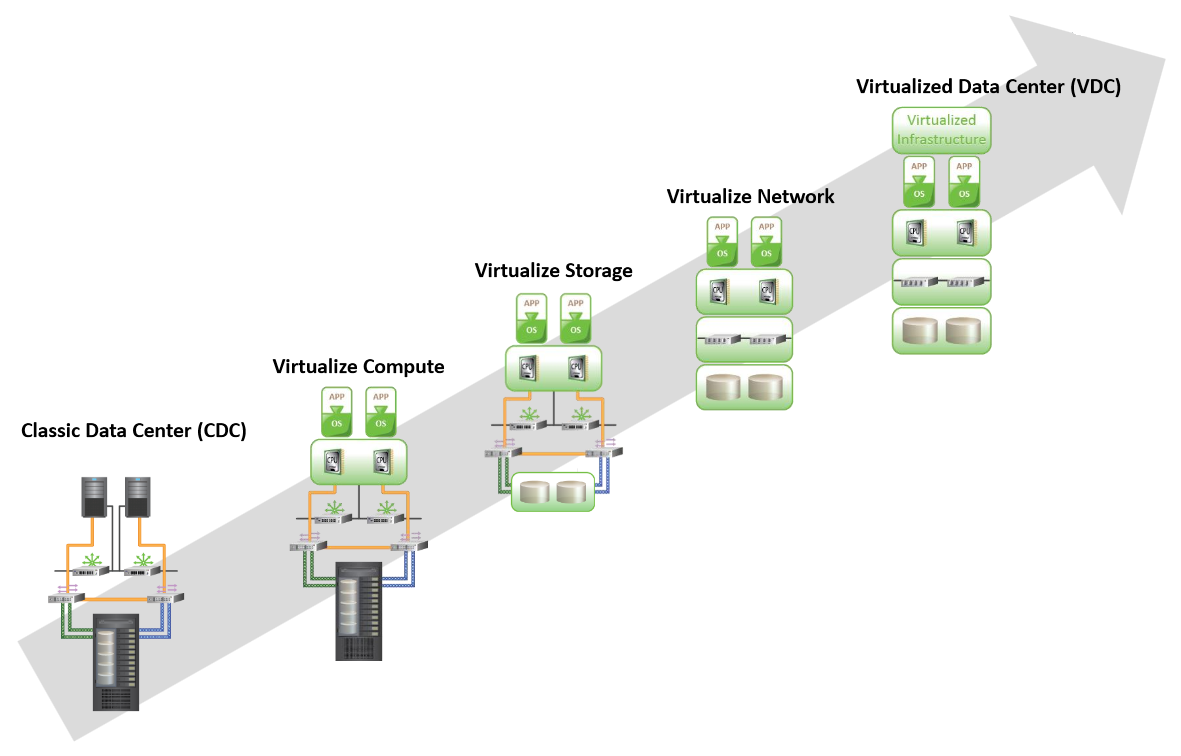 Virtualized Data Center (VDC)
Virtualized
Infrastructure
APP APP
OS OS
CPU CPU
Virtualize Network
APP APP
OS OS
CPU CPU
Virtualize Storage
APP APP
OS OS
CPU CPU
Virtualize Compute
APP APP
OS OS
CPU CPU
Classic Data Center (CDC)